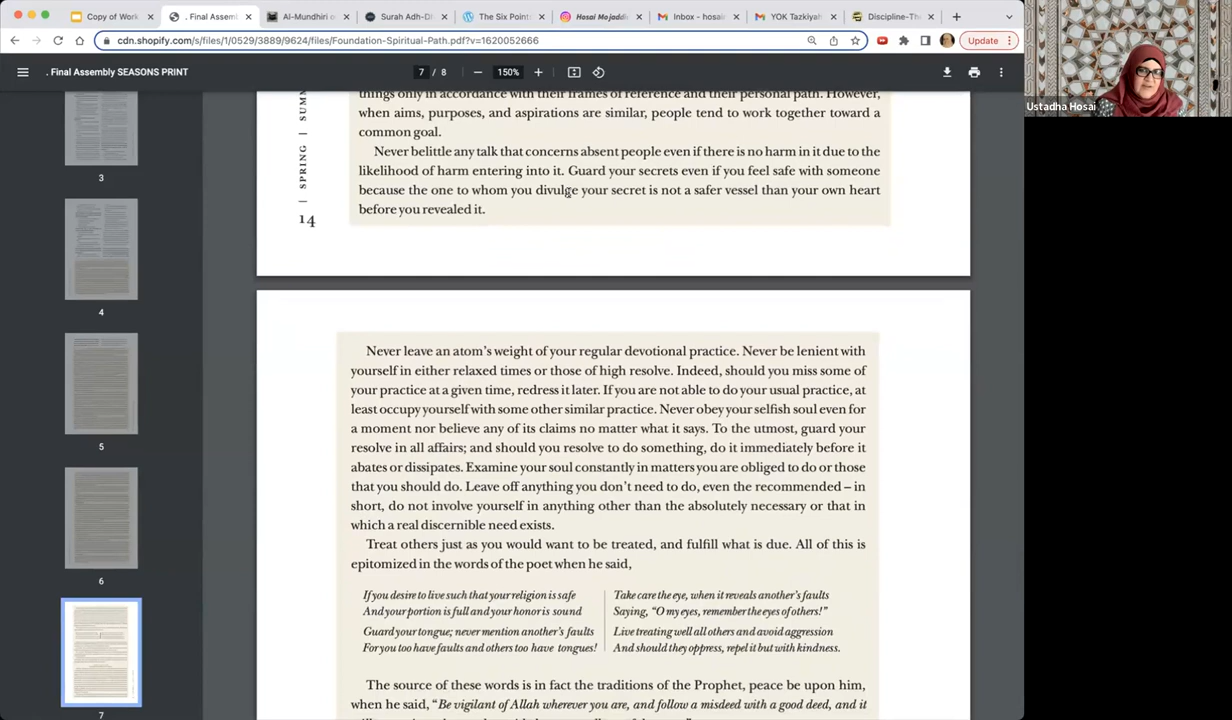 Copy of Work
. Final Assembl
Al-Mundhiri
Surah Adh-Dh
The Six Points
Hosai Mojaddidi
Inbox - hosai
YOK Tazkiyah
Discipline-The
cdn.shopify.com/s/files/1/0529/3889/9624/files/Foundation-Spiritual-Path.pdf?v=1620052666
Update
. Final Assembly SEASONS PRINT
7 / 8
150%
Ustadha Hosai
3
4
5
6
7
SPRING | SUMM
14
things only in accordance with their frames of reference and their personal path. However,
when aims, purposes, and aspirations are similar, people tend to work together toward a
common goal.
Never belittle any talk that concerns absent people even if there is no harm in it due to the
likelihood of harm entering into it. Guard your secrets even if you feel safe with someone
because the one to whom you divulge your secret is not a safer vessel than your own heart
before you revealed it.
Never leave an atom's weight of your regular devotional practice. Never be lenient with
yourself in either relaxed times or those of high resolve. Indeed, should you miss some of
your practice at a given time, redress it later. If you are not able to do your usual practice, at
least occupy yourself with some other similar practice. Never obey your selfish soul even for
a moment nor believe any of its claims no matter what it says. To the utmost, guard your
resolve in all affairs; and should you resolve to do something, do it immediately before it
abates or dissipates. Examine your soul constantly in matters you are obliged to do or those
that you should do. Leave off anything you don't need to do, even the recommended – in
short, do not involve yourself in anything other than the absolutely necessary or that in
which a real discernible need exists.
Treat others just as you would want to be treated, and fulfill what is due. All of this is
epitomized in the words of the poet when he said,
If you desire to live such that your religion is safe
And your portion is full and your honor is sound
Guard your tongue; never mention another's faults
For you too have faults and others too have tongues!
Take care the eye, when it reveals another's faults
Saying, "O my eyes, remember the eyes of others!"
Live treating well all others and avoid aggression
And should they oppress, repel it but with kindness.
The source of these words is in fact the traditions of the Prophet, peace be upon him,
when he said, "Be vigilant of Allah wherever you are, and follow a misdeed with a good deed, and it